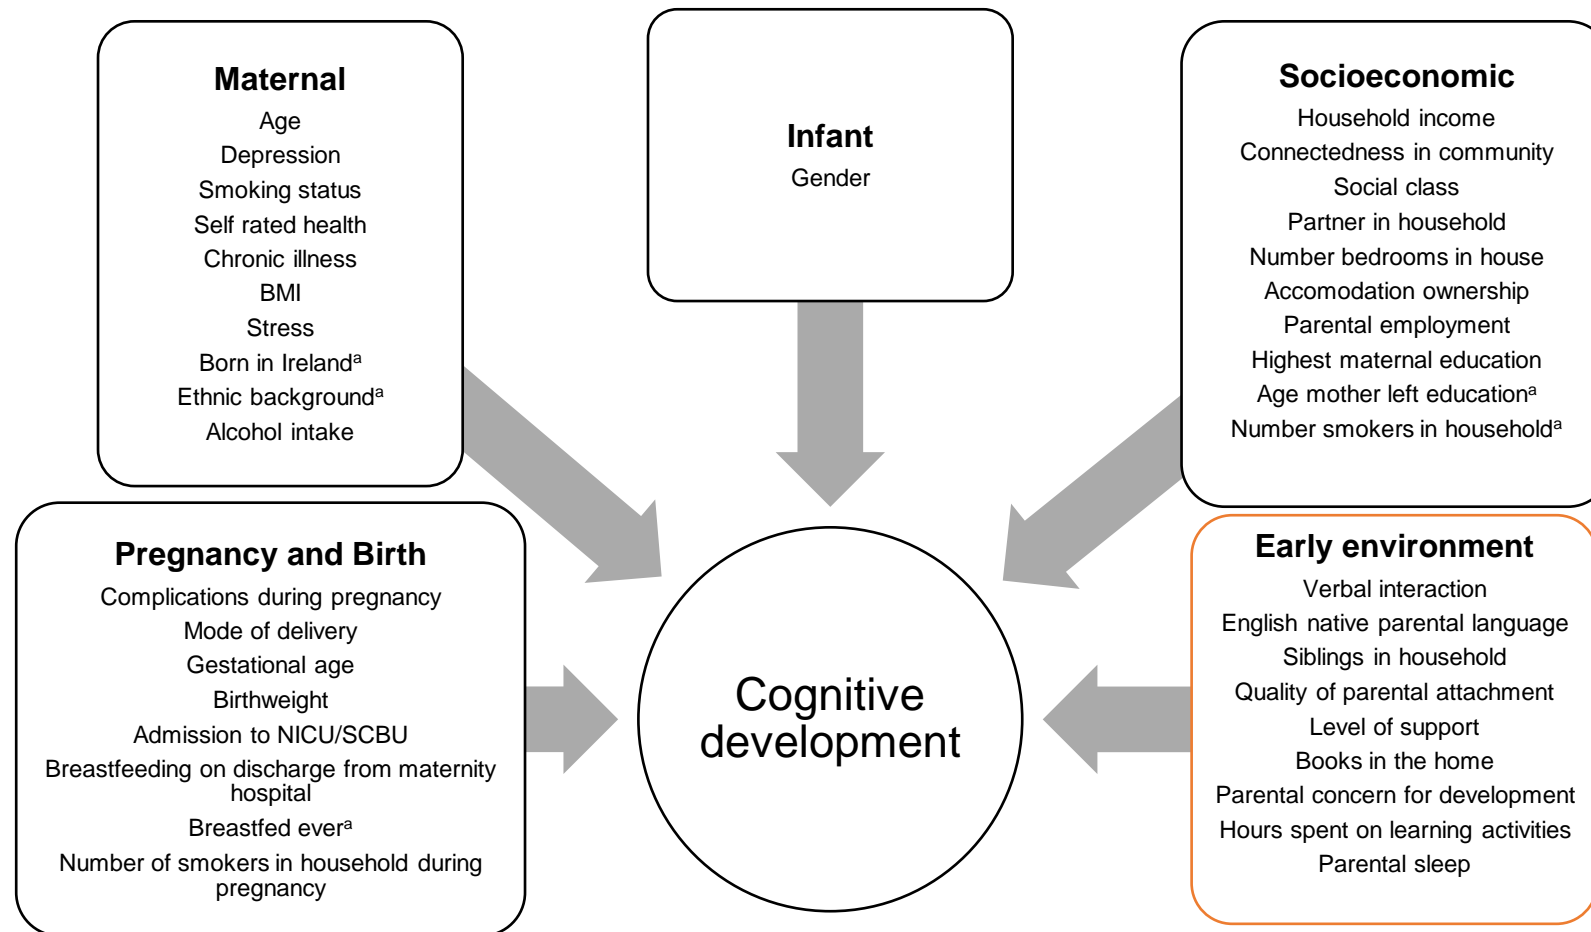 Maternal
Age
Depression
Smoking status
Self rated health
Chronic illness
BMI
Stress
Born in Irelandᵃ
Ethnic backgroundᵃ
Alcohol intake
Infant
Gender
Socioeconomic
Household income
Connectedness in community
Social class
Partner in household
Number bedrooms in house
Accomodation ownership
Parental employment
Highest maternal education
Age mother left educationᵃ
Number smokers in householdᵃ
Pregnancy and Birth
Complications during pregnancy
Mode of delivery
Gestational age
Birthweight
Admission to NICU/SCBU
Breastfeeding on discharge from maternity
hospital
Breastfed everᵃ
Number of smokers in household during
pregnancy
Cognitive
development
Early environment
Verbal interaction
English native parental language
Siblings in household
Quality of parental attachment
Level of support
Books in the home
Parental concern for development
Hours spent on learning activities
Parental sleep